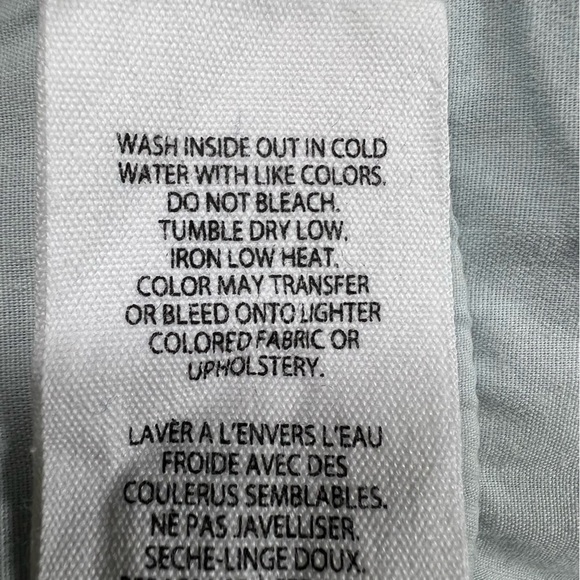 WASH INSIDE OUT IN COLD
WATER WITH LIKE COLORS.
DO NOT BLEACH.
TUMBLE DRY LOW.
IRON LOW HEAT.
COLOR MAY TRANSFER
OR BLEED ONTO LIGHTER
COLORED FABRIC OR
UPHOLSTERY.
LAVÈR A L'ENVERS L'EAU
FROIDE AVEC DES
COULERUS SEMBLABLES.
NE PAS JAVELLISER.
SECHE-LINGE DOUX.